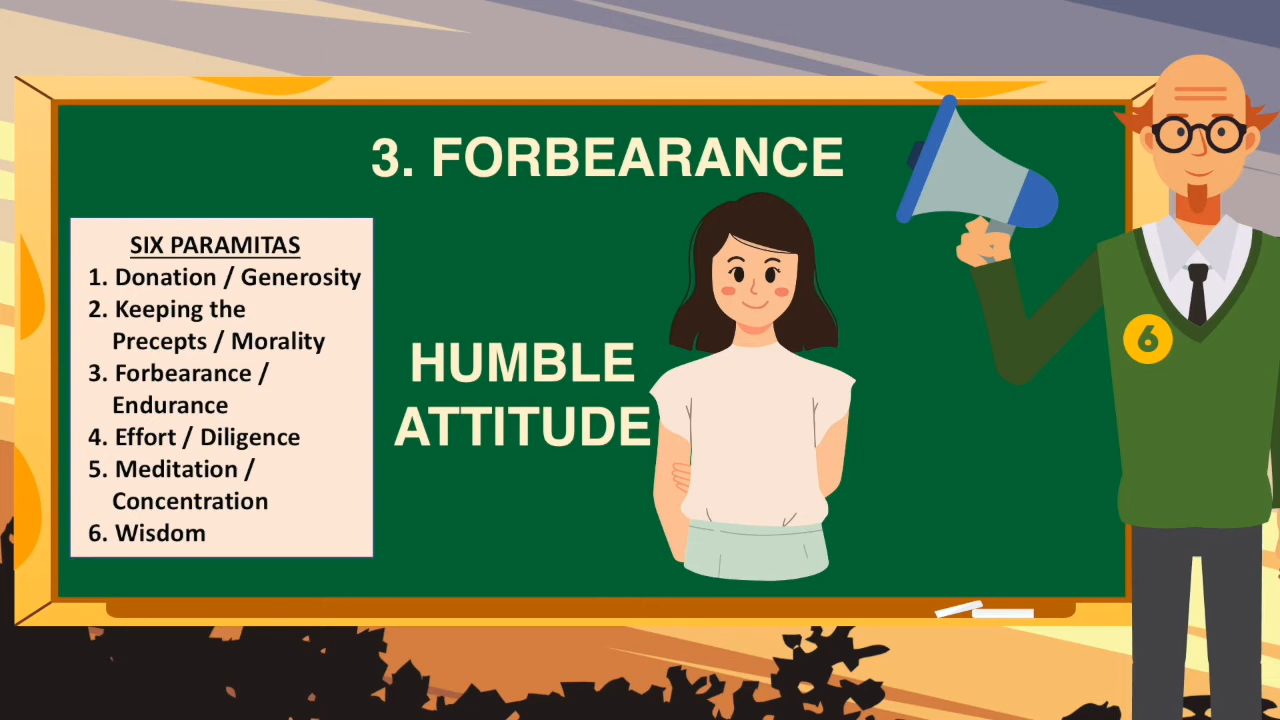 3. FORBEARANCE
SIX PARAMITAS
1. Donation / Generosity
2. Keeping the
Precepts / Morality
3. Forbearance /
Endurance
4. Effort / Diligence
5. Meditation /
Concentration
6. Wisdom
HUMBLE
ATTITUDE
6